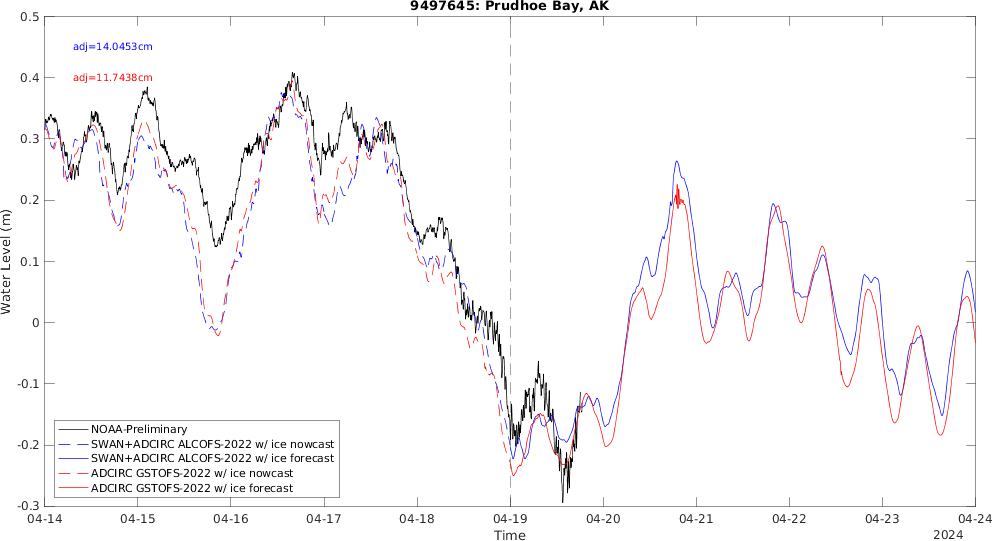 9497645: Prudhoe Bay, AK
adj=14.0453cm
adj=11.7438cm
Water Level (m)
0.5
0.4
0.3
0.2
0.1
0
-0.1
-0.2
-0.3
NOAA-Preliminary
SWAN+ADCIRC ALCOFS-2022 w/ ice nowcast
SWAN+ADCIRC ALCOFS-2022 w/ ice forecast
ADCIRC GSTOFS-2022 w/ ice nowcast
ADCIRC GSTOFS-2022 w/ ice forecast
04-14 04-15 04-16 04-17 04-18 04-19 04-20 04-21 04-22 04-23 04-24
Time
2024